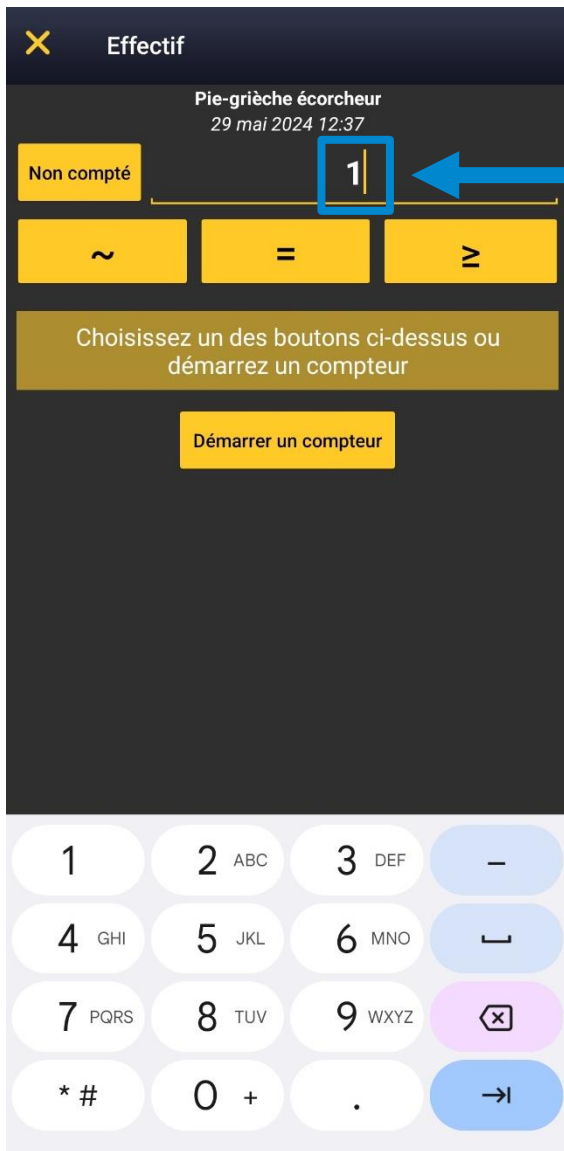 Effectif
Pie-grièche écorcheur
29 mai 2024 12:37
Non compté
1
~ = ≥
Choisissez un des boutons ci-dessus ou
démarrez un compteur
Démarrer un compteur
1 2 ABC 3 DEF –
4 GHI 5 JKL 6 MNO
7 PQRS 8 TUV 9 WXYZ
* # 0 + .